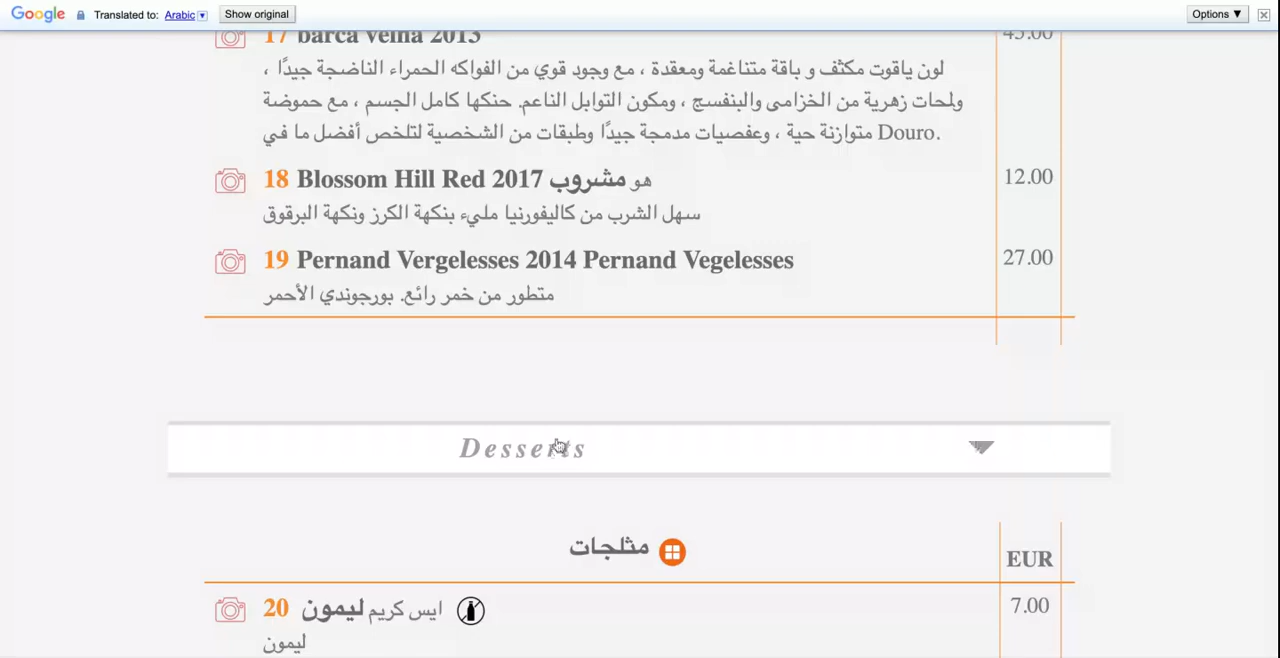 Google Translated to: Arabic Show original Options ▼
17 barca velha 2013 45.00
لون ياقوت مكثف و باقة متناغمة ومعقدة ، مع وجود قوي من الفواكه الحمراء الناضجة جيدًا ،
ولمحات زهرية من الخزامى والبنفسج ، ومكون التوابل الناعم. حنكها كامل الجسم ، مع حموضة
متوازنة حية ، وعفصيات مدمجة جيدًا وطبقات من الشخصية لتلخص أفضل ما في Douro.
18 Blossom Hill Red 2017 هو مشروب 12.00
سهل الشرب من كاليفورنيا مليء بنكهة الكرز ونكهة البرقوق
19 Pernand Vergelesses 2014 Pernand Vegelesses 27.00
متطور من خمر رائع. بورجوندي الأحمر
Desserts
مثلجات EUR
20 ايس كريم ليمون 7.00
ليمون